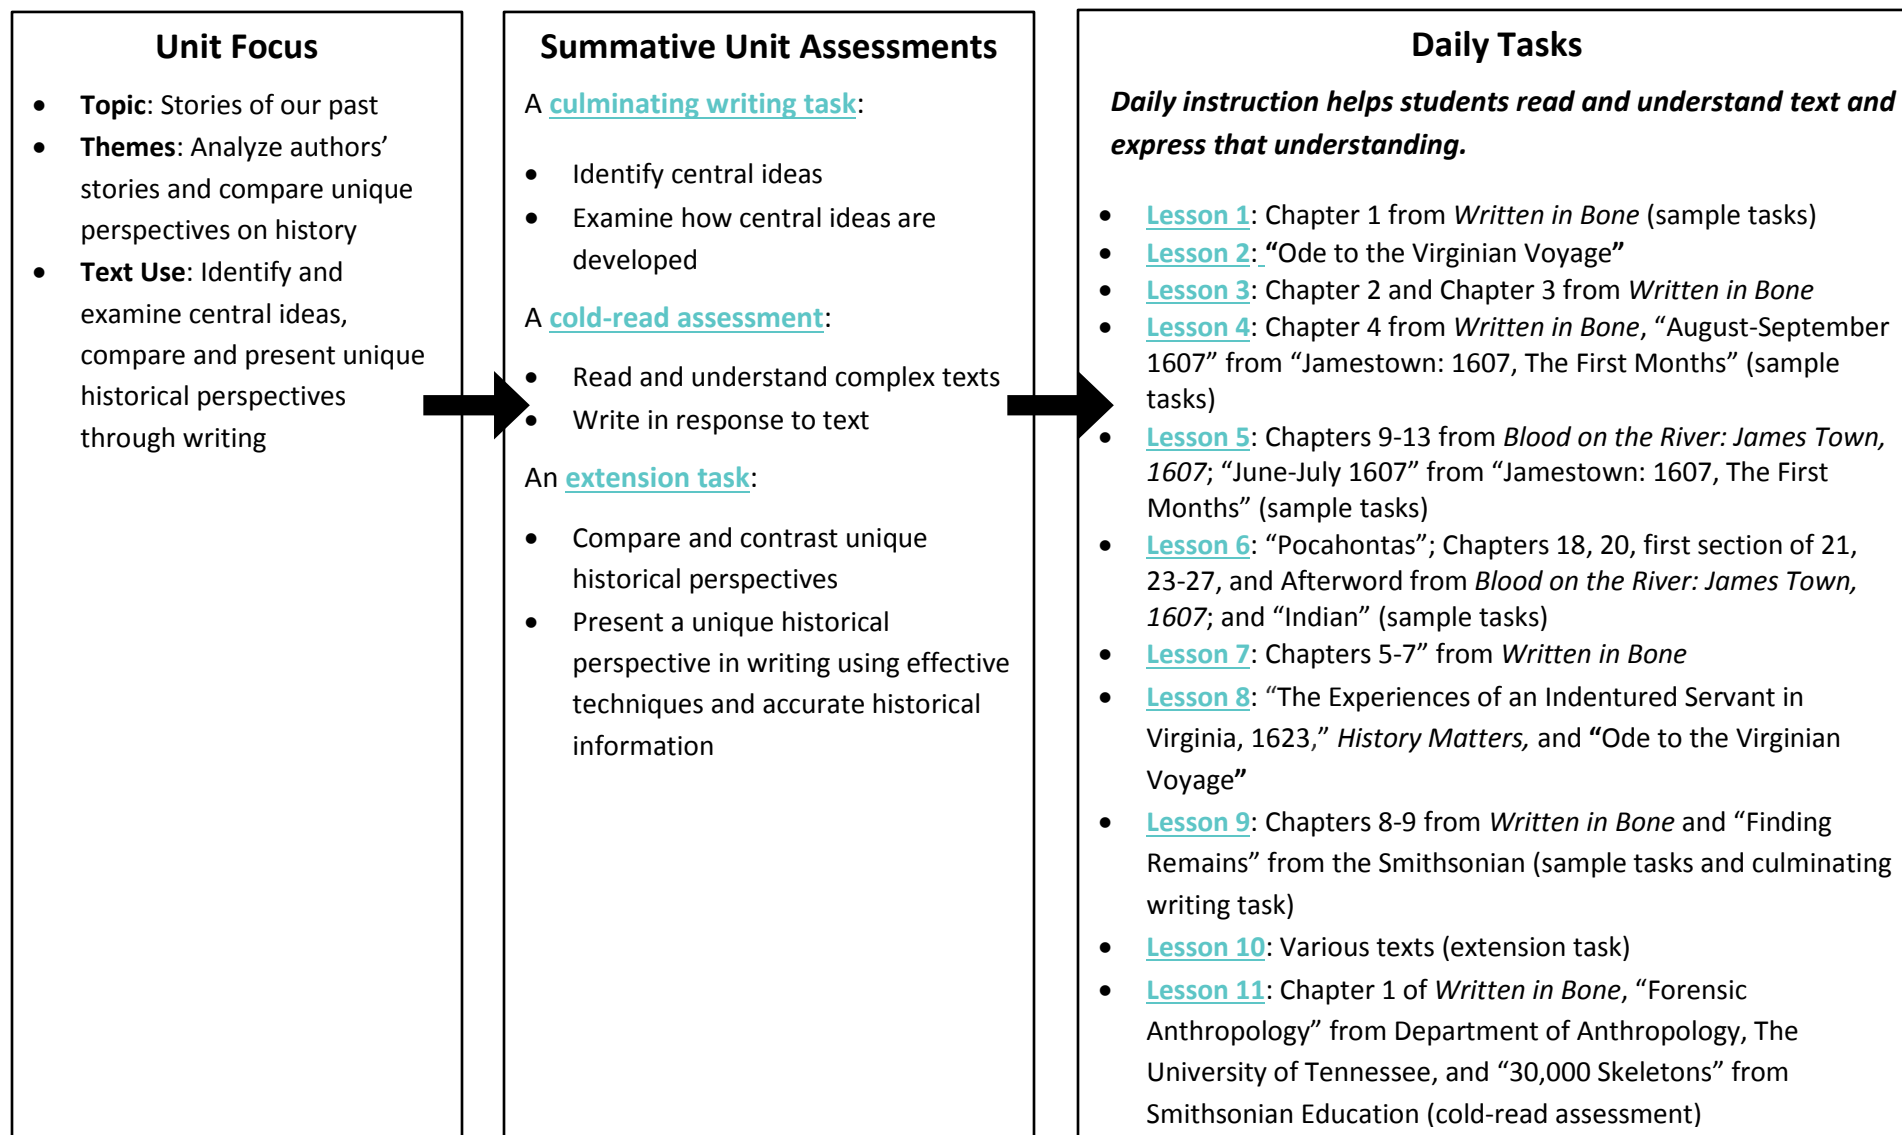 Unit Focus
• Topic: Stories of our past
• Themes: Analyze authors’
stories and compare unique
perspectives on history
• Text Use: Identify and
examine central ideas,
compare and present unique
historical perspectives
through writing
Summative Unit Assessments
A culminating writing task:
• Identify central ideas
• Examine how central ideas are
developed
A cold-read assessment:
• Read and understand complex texts
• Write in response to text
An extension task:
• Compare and contrast unique
historical perspectives
• Present a unique historical
perspective in writing using effective
techniques and accurate historical
information
Daily Tasks
Daily instruction helps students read and understand text and
express that understanding.
• Lesson 1: Chapter 1 from Written in Bone (sample tasks)
• Lesson 2: “Ode to the Virginian Voyage”
• Lesson 3: Chapter 2 and Chapter 3 from Written in Bone
• Lesson 4: Chapter 4 from Written in Bone, “August-September
1607” from “Jamestown: 1607, The First Months” (sample
tasks)
• Lesson 5: Chapters 9-13 from Blood on the River: James Town,
1607; “June-July 1607” from “Jamestown: 1607, The First
Months” (sample tasks)
• Lesson 6: “Pocahontas”; Chapters 18, 20, first section of 21,
23-27, and Afterword from Blood on the River: James Town,
1607; and “Indian” (sample tasks)
• Lesson 7: Chapters 5-7” from Written in Bone
• Lesson 8: “The Experiences of an Indentured Servant in
Virginia, 1623,” History Matters, and “Ode to the Virginian
Voyage”
• Lesson 9: Chapters 8-9 from Written in Bone and “Finding
Remains” from the Smithsonian (sample tasks and culminating
writing task)
• Lesson 10: Various texts (extension task)
• Lesson 11: Chapter 1 of Written in Bone, “Forensic
Anthropology” from Department of Anthropology, The
University of Tennessee, and “30,000 Skeletons” from
Smithsonian Education (cold-read assessment)